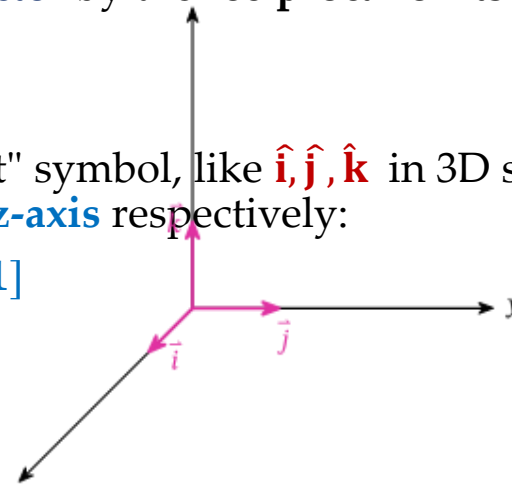 t" symbol, like î, ĵ, k̂ in 3D s
z-axis respectively:
k⃗
1]
j⃗
i⃗